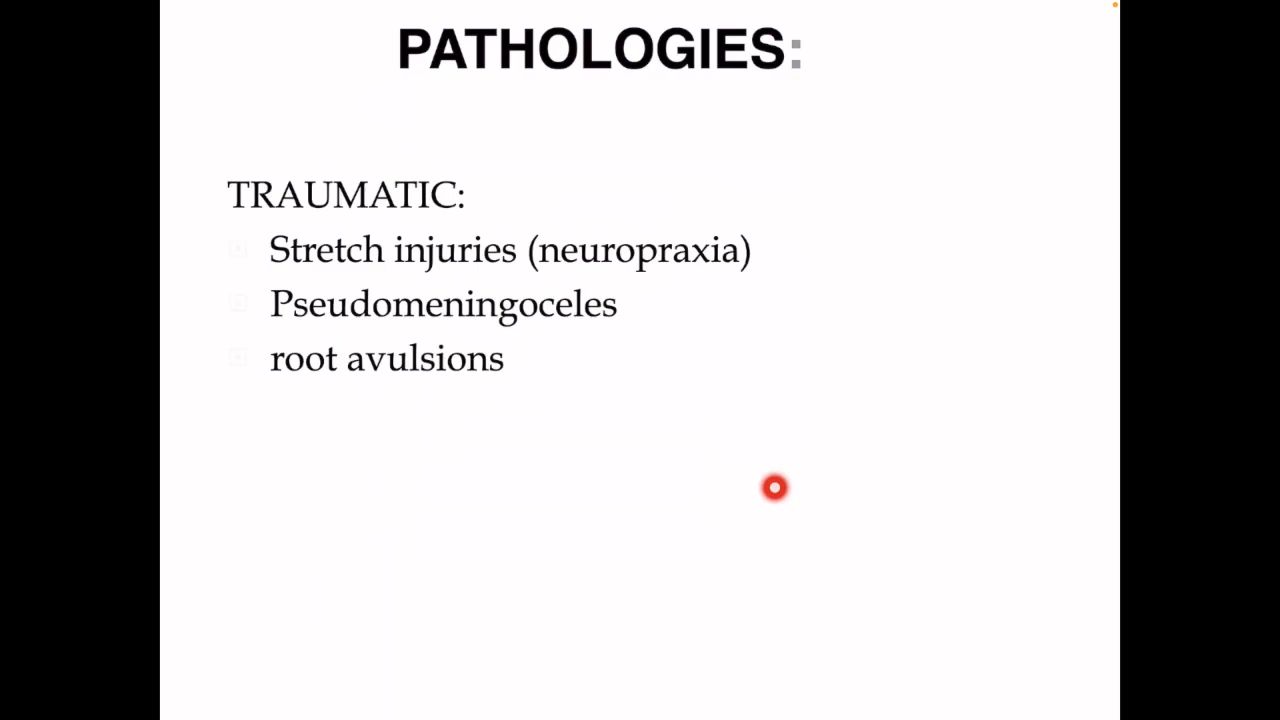 PATHOLOGIES:
TRAUMATIC:
Stretch injuries (neuropraxia)
Pseudomeningoceles
root avulsions